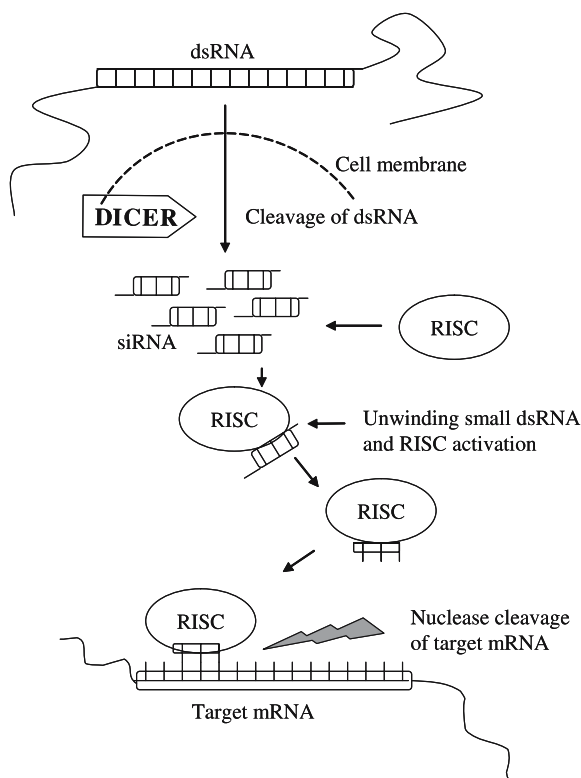 dsRNA
Cell membrane
DICER
Cleavage of dsRNA
siRNA
RISC
RISC
Unwinding small dsRNA
and RISC activation
RISC
RISC
Nuclease cleavage
of target mRNA
Target mRNA